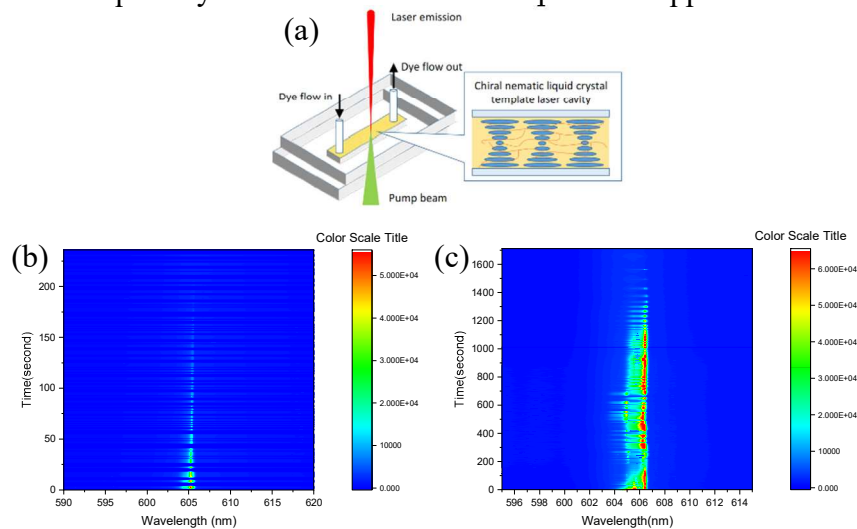 (a)
Laser emission
Dye flow out
Dye flow in
Chiral nematic liquid crystal
template laser cavity
Pump beam
(b)
Color Scale Title
5.000E+04
4.000E+04
3.000E+04
2.000E+04
10000
0.000
200
150
100
50
0
Time(second)
590 595 600 605 610 615 620
Wavelength (nm)
(c)
Color Scale Title
6.000E+04
5.000E+04
4.000E+04
3.000E+04
2.000E+04
10000
0.000
1600
1400
1200
1000
800
600
400
200
0
Time(second)
596 598 600 602 604 606 608 610 612 614
Wavelength(nm)